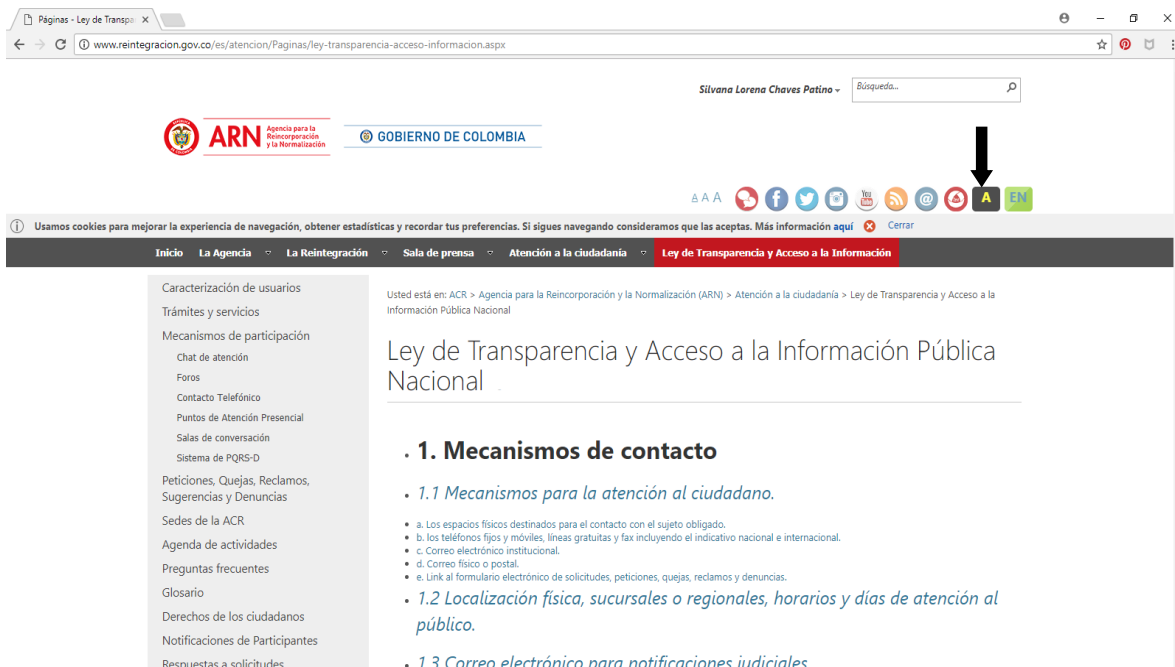 Páginas - Ley de Transpa
www.reintegracion.gov.co/es/atencion/Paginas/ley-transparencia-acceso-informacion.aspx
Silvana Lorena Chaves Patino
Búsqueda...
ARN
Agencia para la
Reincorporación
y la Normalización
GOBIERNO DE COLOMBIA
A A A
You
Tube
@
A
EN
Usamos cookies para mejorar la experiencia de navegación, obtener estadísticas y recordar tus preferencias. Si sigues navegando consideramos que las aceptas. Más información aquí
Cerrar
Inicio La Agencia La Reintegración Sala de prensa Atención a la ciudadanía Ley de Transparencia y Acceso a la Información
Caracterización de usuarios
Trámites y servicios
Mecanismos de participación
Chat de atención
Foros
Contacto Telefónico
Puntos de Atención Presencial
Salas de conversación
Sistema de PQRS-D
Peticiones, Quejas, Reclamos,
Sugerencias y Denuncias
Sedes de la ACR
Agenda de actividades
Preguntas frecuentes
Glosario
Derechos de los ciudadanos
Notificaciones de Participantes
Respuestas a solicitudes
Usted está en: ACR > Agencia para la Reincorporación y la Normalización (ARN) > Atención a la ciudadanía > Ley de Transparencia y Acceso a la
Información Pública Nacional
Ley de Transparencia y Acceso a la Información Pública
Nacional
1. Mecanismos de contacto
1.1 Mecanismos para la atención al ciudadano.
a. Los espacios físicos destinados para el contacto con el sujeto obligado.
b. los teléfonos fijos y móviles, líneas gratuitas y fax incluyendo el indicativo nacional e internacional.
c. Correo electrónico institucional.
d. Correo físico o postal.
e. Link al formulario electrónico de solicitudes, peticiones, quejas, reclamos y denuncias.
1.2 Localización física, sucursales o regionales, horarios y días de atención al
público.
1.3 Correo electrónico para notificaciones judiciales